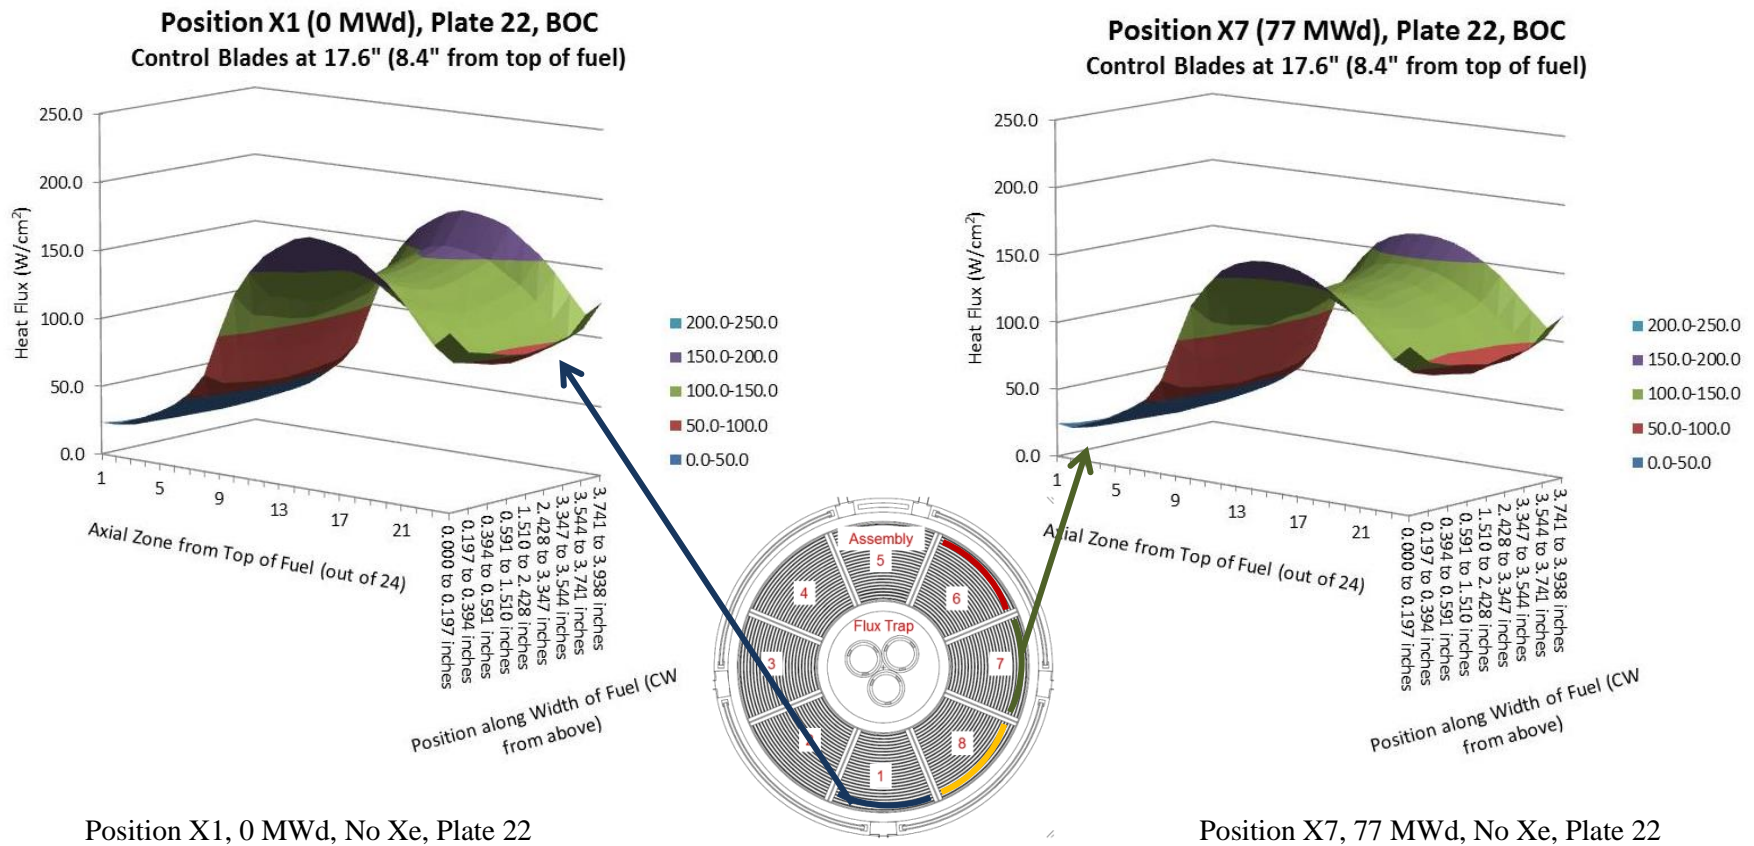 Position X1 (0 MWd), Plate 22, BOC
Control Blades at 17.6" (8.4" from top of fuel)
250.0
200.0
150.0
100.0
50.0
0.0
Heat Flux (W/cm²)
1
5
9
13
17
21
Axial Zone from Top of Fuel (out of 24)
0.000 to 0.197 inches
0.197 to 0.394 inches
0.394 to 0.591 inches
0.591 to 1.510 inches
1.510 to 2.428 inches
2.428 to 3.347 inches
3.347 to 3.544 inches
3.544 to 3.741 inches
3.741 to 3.938 inches
Position along Width of Fuel (CW
from above)
200.0-250.0
150.0-200.0
100.0-150.0
50.0-100.0
0.0-50.0
Position X7 (77 MWd), Plate 22, BOC
Control Blades at 17.6" (8.4" from top of fuel)
250.0
200.0
150.0
100.0
50.0
0.0
Heat Flux (W/cm²)
1
5
9
13
17
21
Axial Zone from Top of Fuel (out of 24)
0.000 to 0.197 inches
0.197 to 0.394 inches
0.394 to 0.591 inches
0.591 to 1.510 inches
1.510 to 2.428 inches
2.428 to 3.347 inches
3.347 to 3.544 inches
3.544 to 3.741 inches
3.741 to 3.938 inches
Position along Width of Fuel (CW
from above)
200.0-250.0
150.0-200.0
100.0-150.0
50.0-100.0
0.0-50.0
Assembly
5
4
6
Flux Trap
3
7
2
8
1
Position X1, 0 MWd, No Xe, Plate 22
Position X7, 77 MWd, No Xe, Plate 22